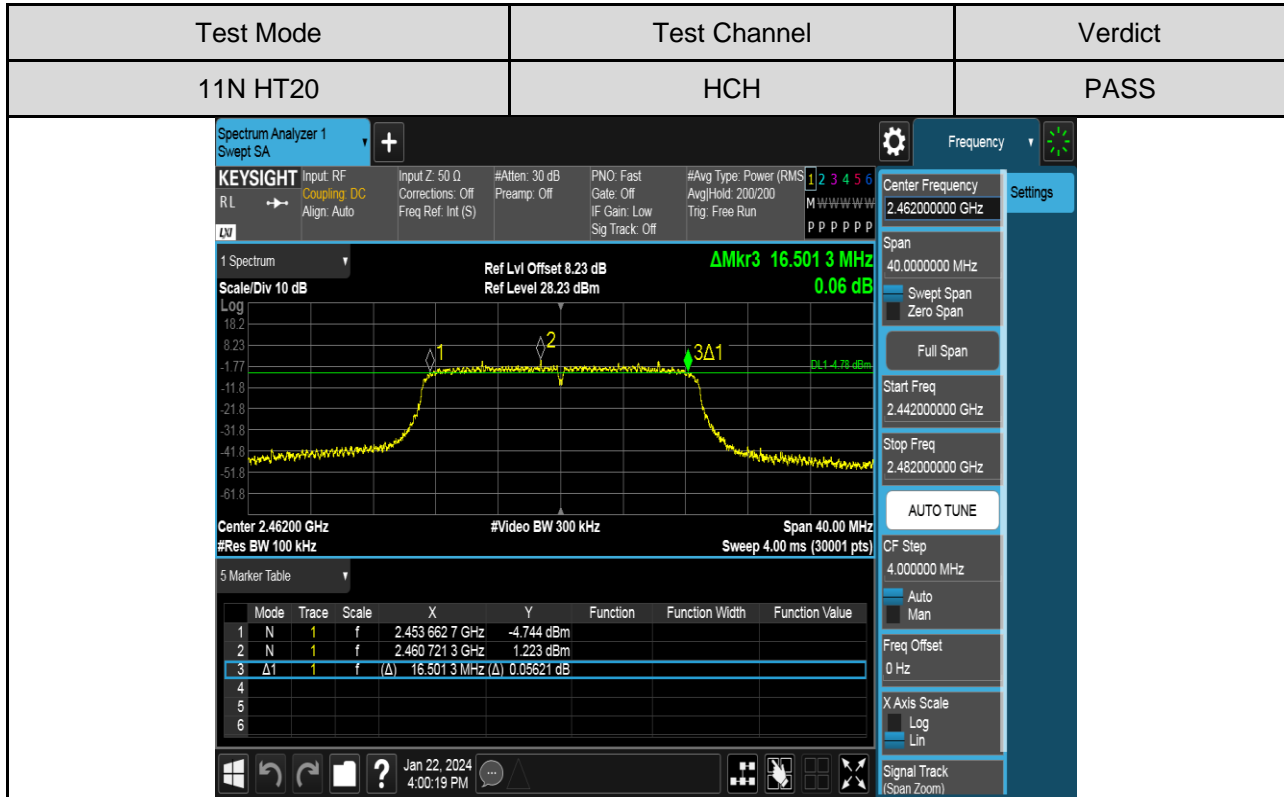 Test Mode Test Channel Verdict
11N HT20 HCH PASS
Spectrum Analyzer 1
Swept SA
+
Frequency
KEYSIGHT Input: RF Input Z: 50 Ω #Atten: 30 dB PNO: Fast #Avg Type: Power (RMS 1 2 3 4 5 6
RL Coupling: DC Corrections: Off Preamp: Off Gate: Off Avg|Hold: 200/200 M W W W W W
Align: Auto Freq Ref: Int (S) IF Gain: Low Trig: Free Run
LXI Sig Track: Off P P P P P P
Center Frequency
2.462000000 GHz
Settings
1 Spectrum
Ref Lvl Offset 8.23 dB ΔMkr3 16.501 3 MHz
Scale/Div 10 dB Ref Level 28.23 dBm 0.06 dB
Log
18.2
8.23
-1.77
-11.8
-21.8
-31.8
-41.8
-51.8
-61.8
1
2
3Δ1
DL1 -4.78 dBm
Center 2.46200 GHz #Video BW 300 kHz Span 40.00 MHz
#Res BW 100 kHz Sweep 4.00 ms (30001 pts)
Span
40.0000000 MHz
Swept Span
Zero Span
Full Span
Start Freq
2.442000000 GHz
Stop Freq
2.482000000 GHz
AUTO TUNE
CF Step
4.000000 MHz
Auto
Man
Freq Offset
0 Hz
X Axis Scale
Log
Lin
Signal Track
(Span Zoom)
5 Marker Table
Mode Trace Scale X Y Function Function Width Function Value
1 N 1 f 2.453 662 7 GHz -4.744 dBm
2 N 1 f 2.460 721 3 GHz 1.223 dBm
3 Δ1 1 f (Δ) 16.501 3 MHz (Δ) 0.05621 dB
4
5
6
?
Jan 22, 2024
4:00:19 PM